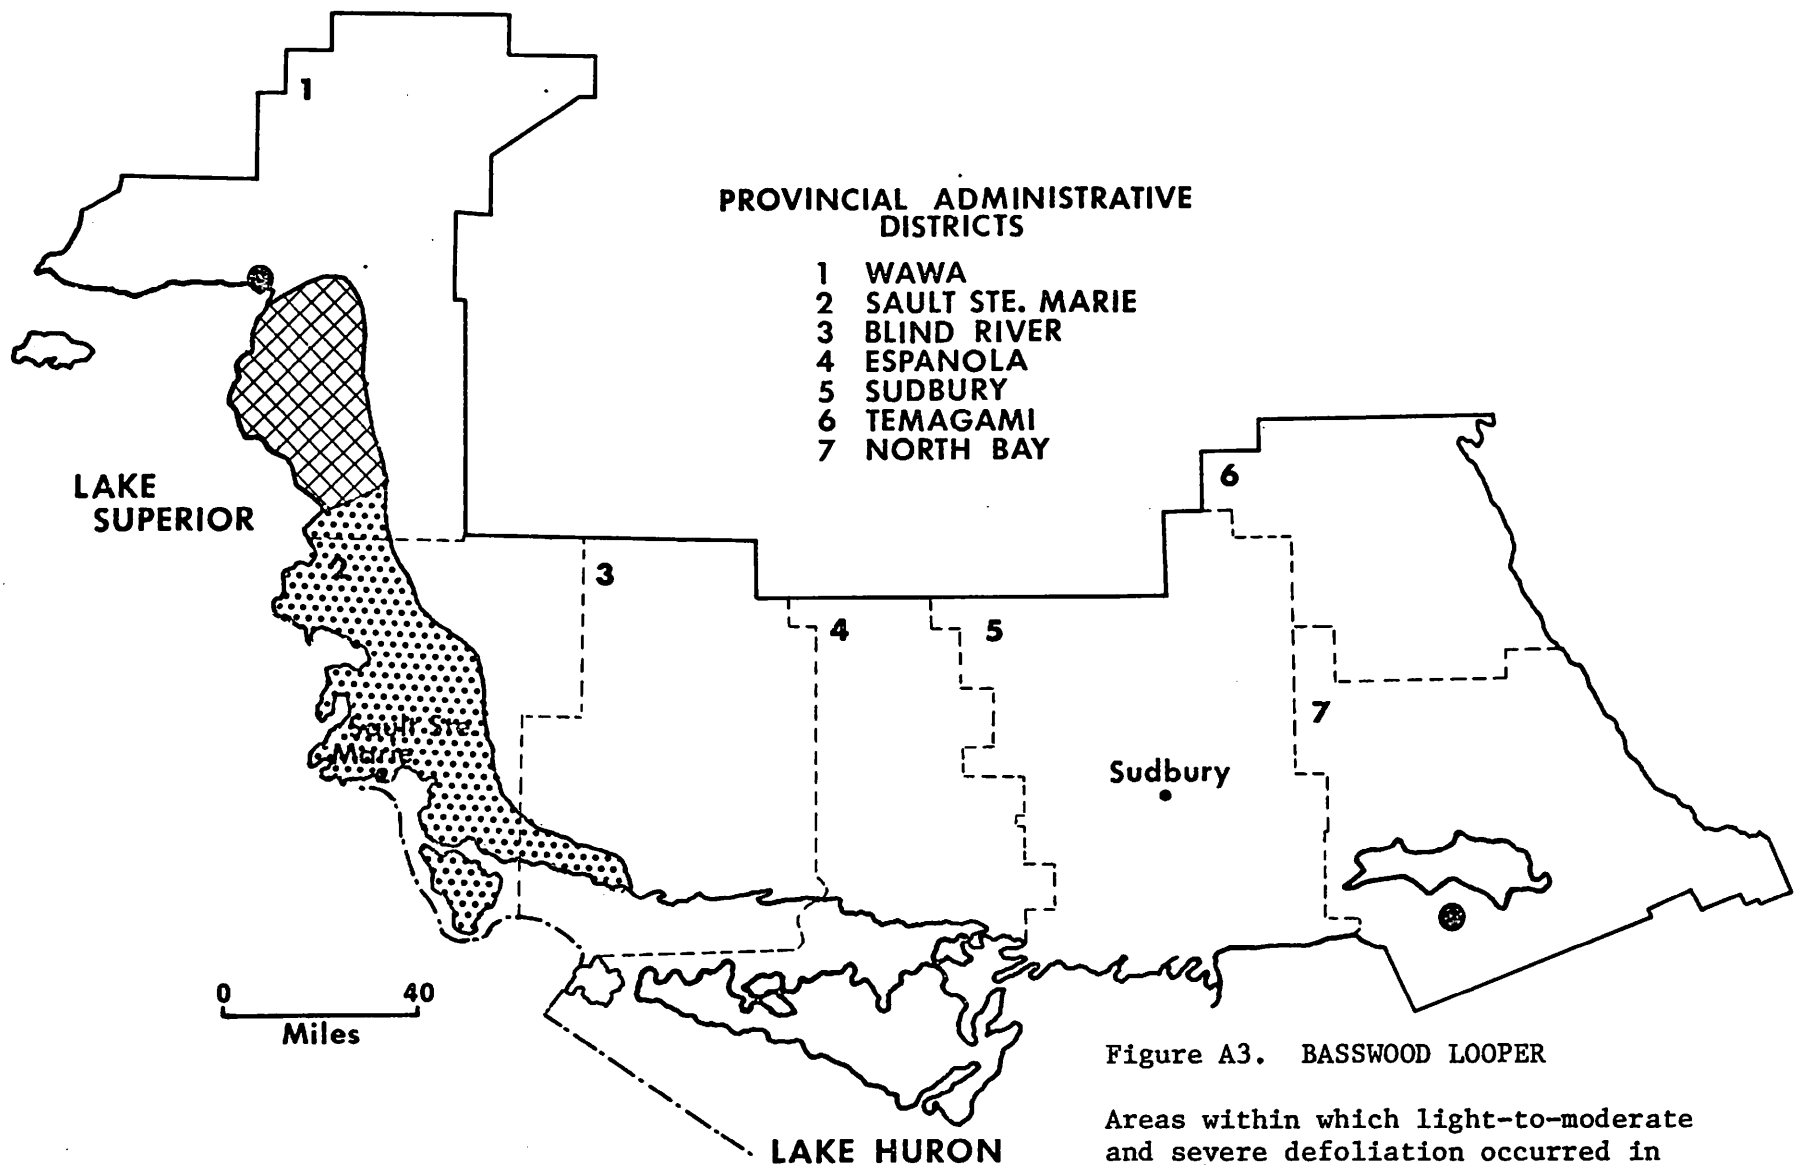 1
PROVINCIAL ADMINISTRATIVE
DISTRICTS
1 WAWA
2 SAULT STE. MARIE
3 BLIND RIVER
4 ESPANOLA
5 SUDBURY
6 TEMAGAMI
7 NORTH BAY
6
LAKE
SUPERIOR
2
3
4
5
7
Sault Ste.
Marie
Sudbury
0 40
Miles
LAKE HURON
Figure A3. BASSWOOD LOOPER
Areas within which light-to-moderate
and severe defoliation occurred in